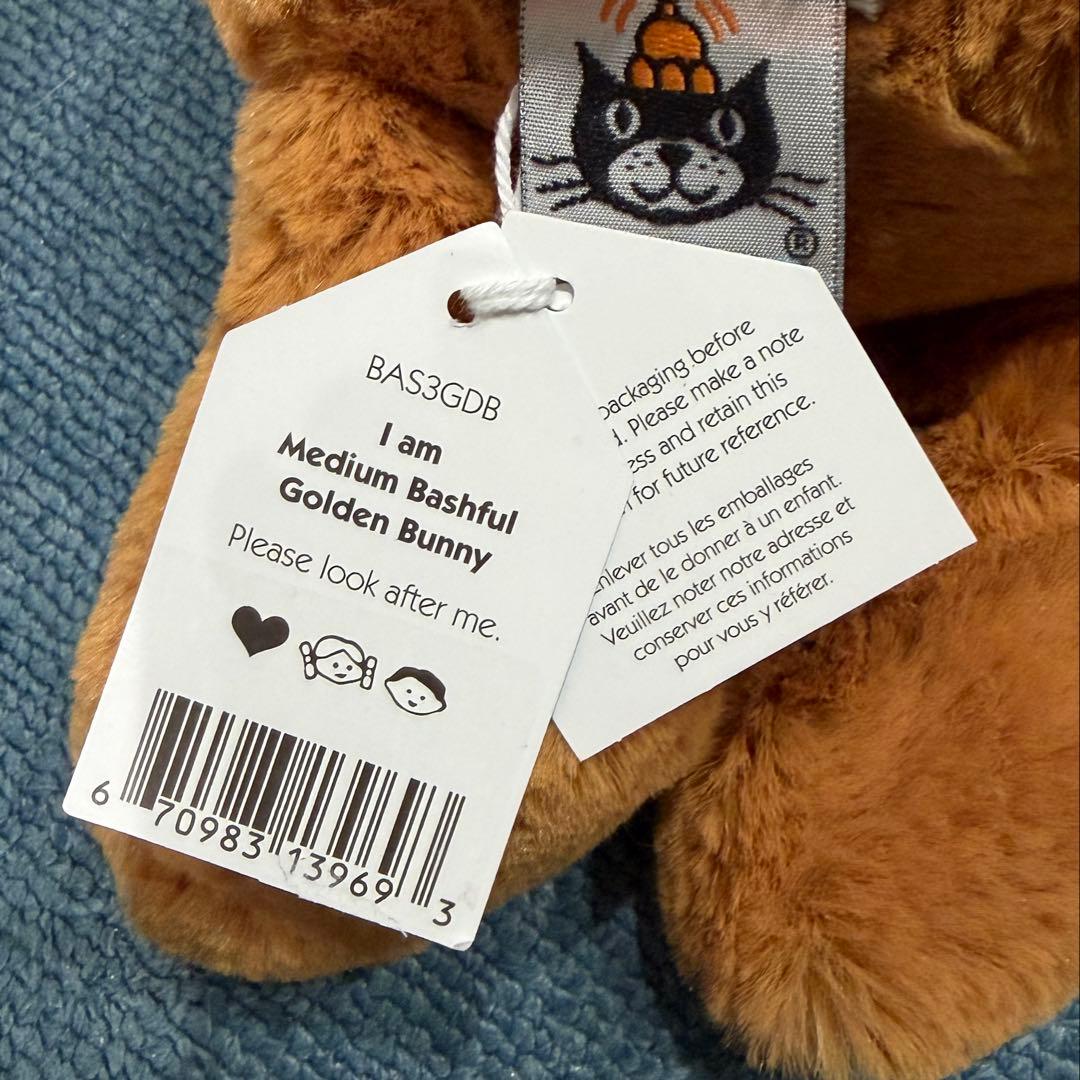 ®
BAS3GDB
I am
Medium Bashful
Golden Bunny
Please look after me.
6 70983 13969 3
packaging before
. Please make a note
ess and retain this
for future reference.
nlever tous les emballages
avant de le donner à un enfant.
Veuillez noter notre adresse et
conserver ces informations
pour vous y référer.